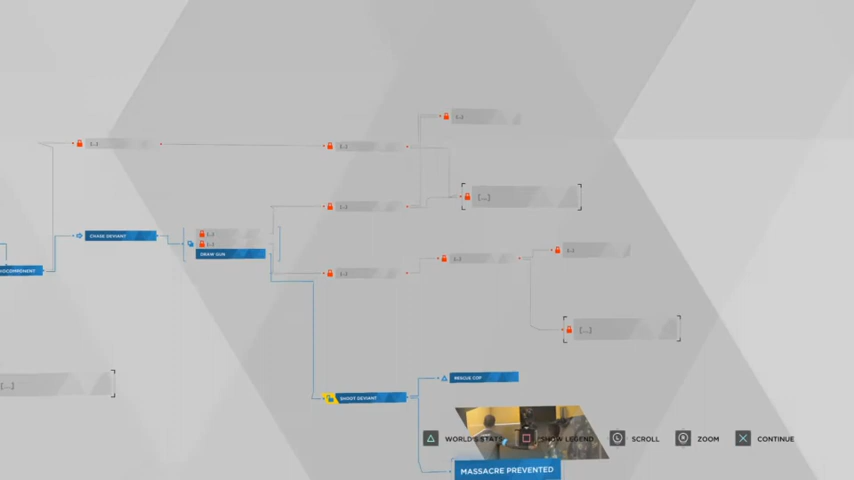 [...]
[...]
[...]
[...]
[...]
CHASE DEVIANT
[...]
[...]
DRAW GUN
[...]
[...]
[...]
[...]
[...]
RESCUE COP
SHOOT DEVIANT
WORLD STATS
SHOW LEGEND
L
SCROLL
R
ZOOM
CONTINUE
MASSACRE PREVENTED